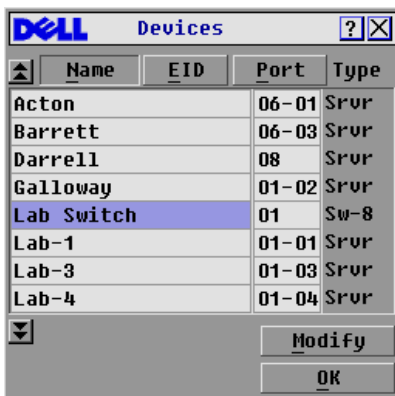 DELL Devices ? X
Name EID Port Type
Acton 06-01 Srvr
Barrett 06-03 Srvr
Darrell 08 Srvr
Galloway 01-02 Srvr
Lab Switch 01 Sw-8
Lab-1 01-01 Srvr
Lab-3 01-03 Srvr
Lab-4 01-04 Srvr
Modify
OK